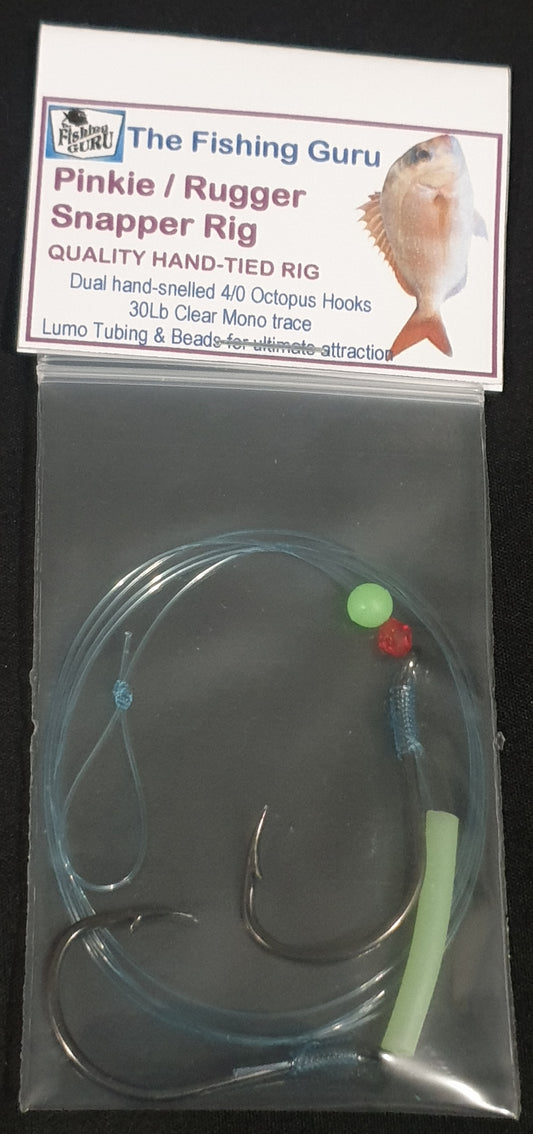 Fishing
GURU
The Fishing Guru
Pinkie / Rugger
Snapper Rig
QUALITY HAND-TIED RIG
Dual hand-snelled 4/0 Octopus Hooks
30Lb Clear Mono trace
Lumo Tubing & Beads for ultimate attraction